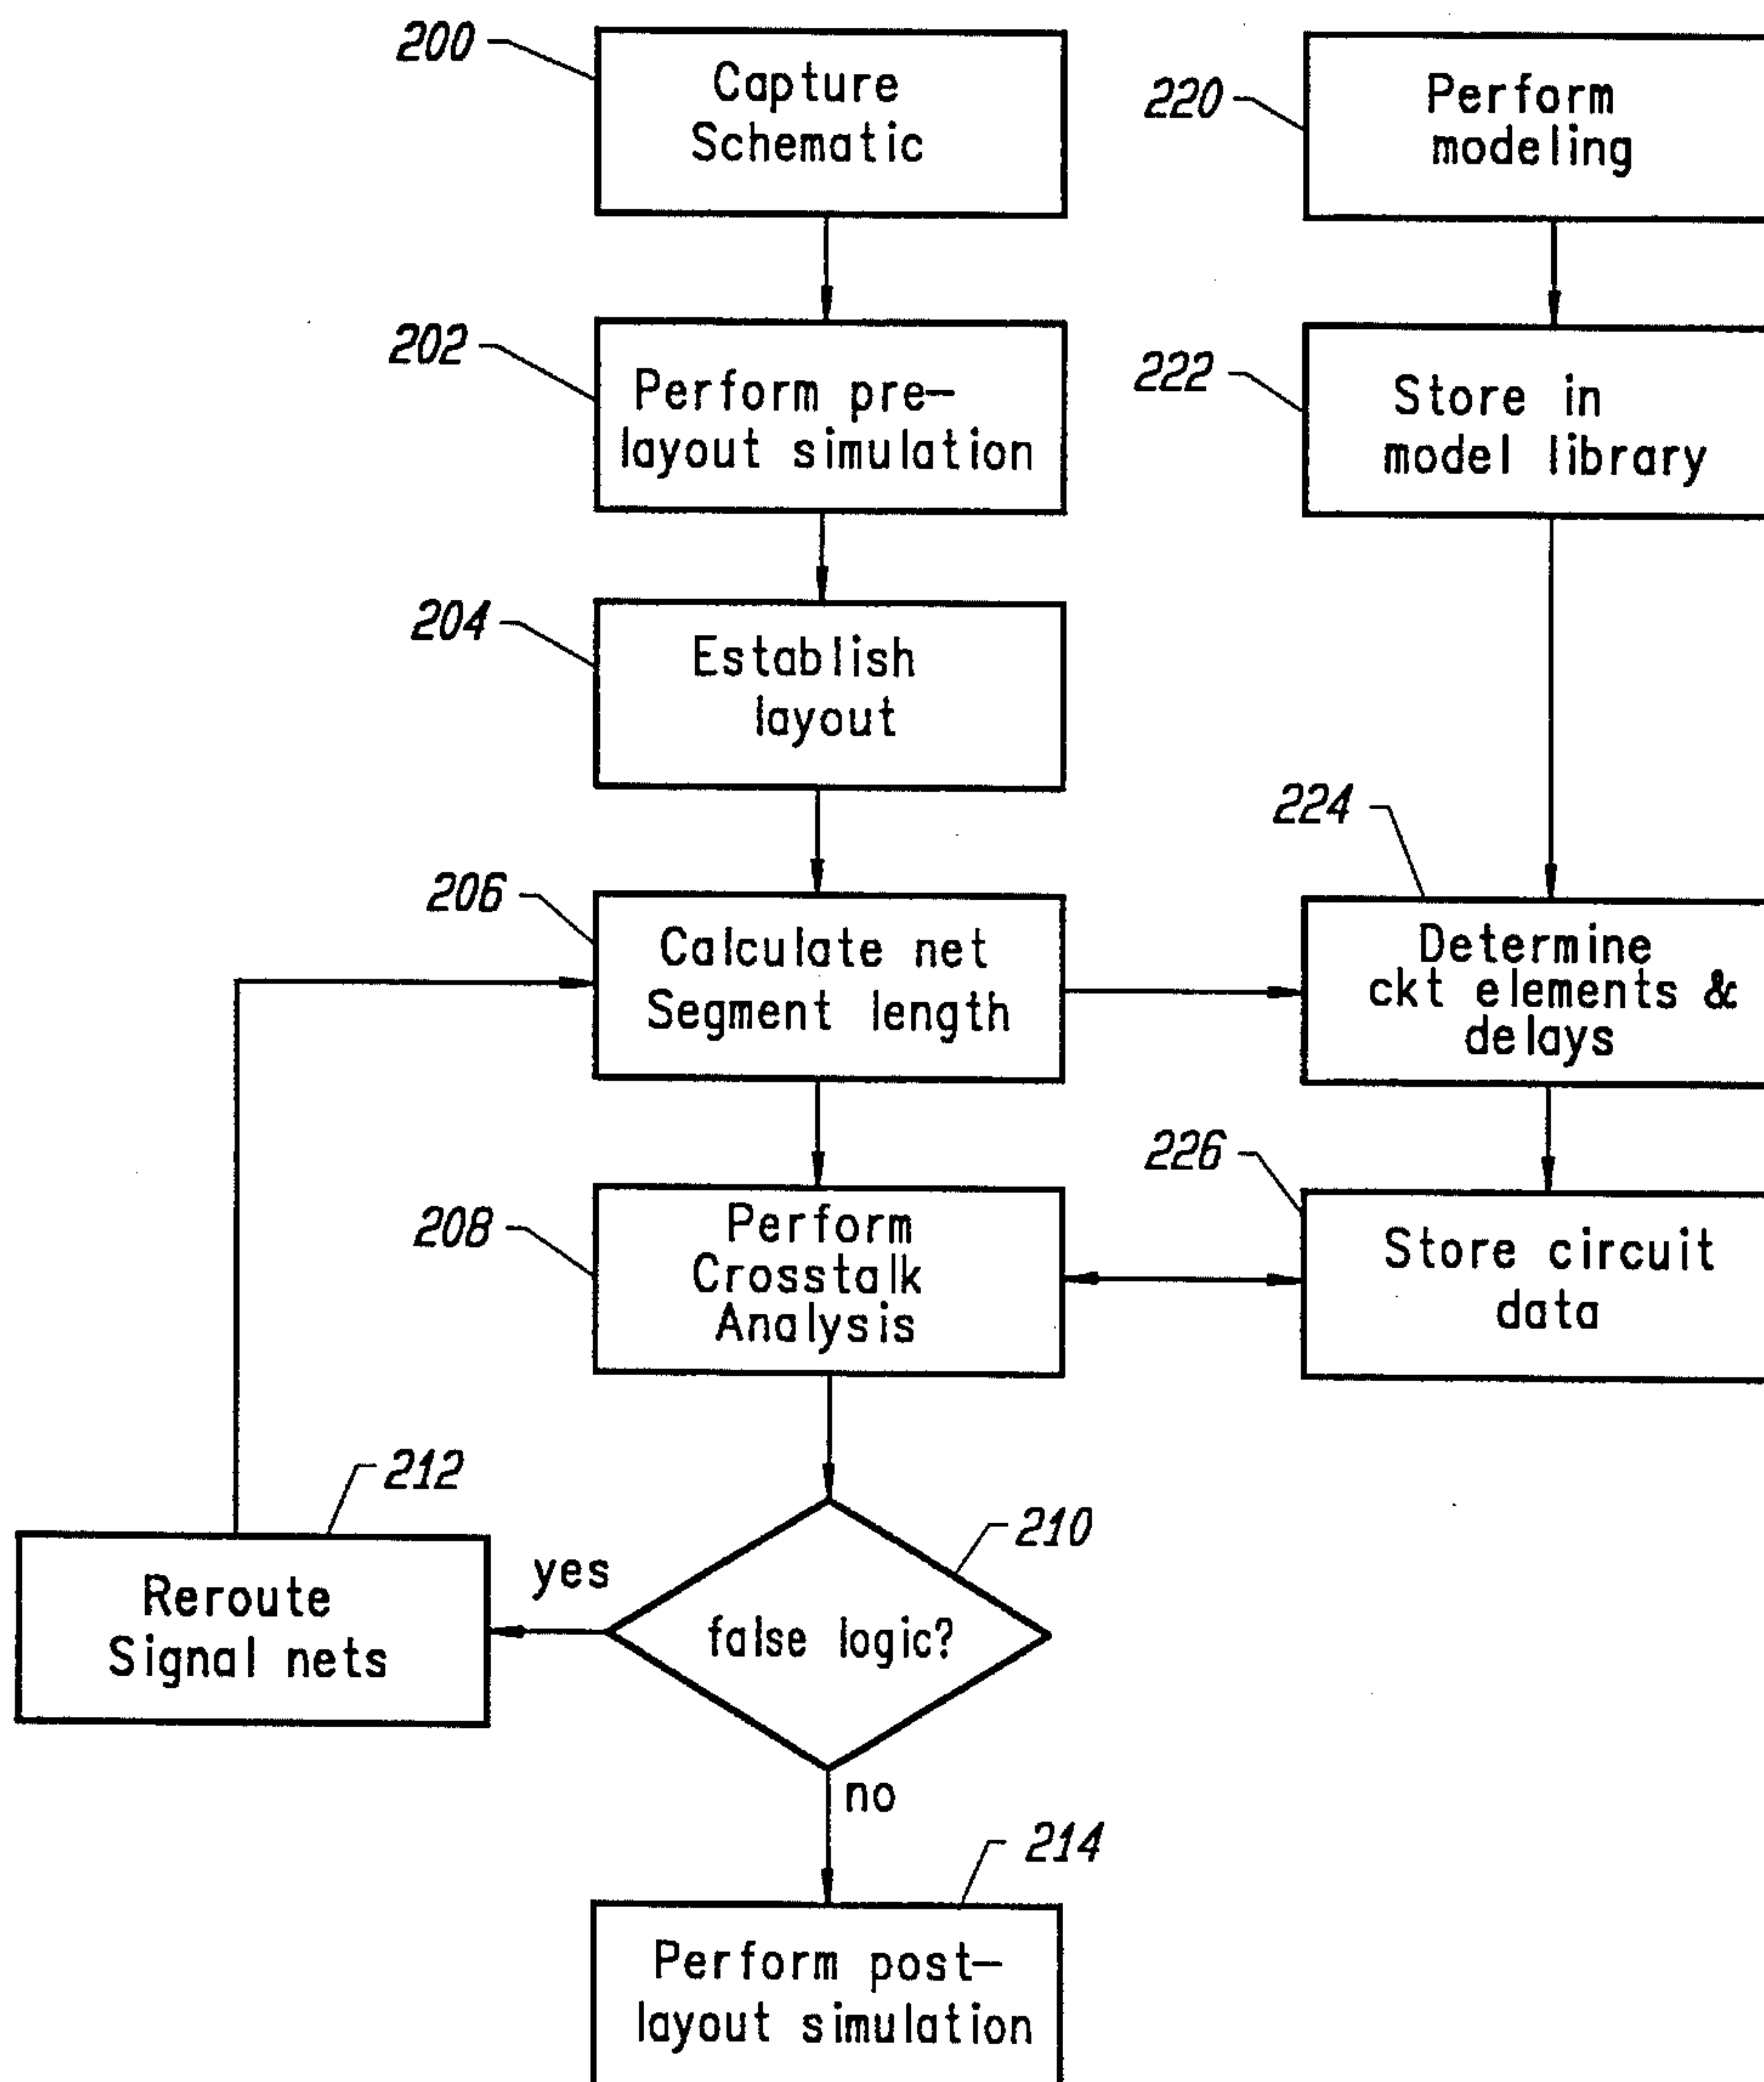 200
Capture
Schematic
202
Perform pre-
layout simulation
204
Establish
layout
206
Calculate net
Segment length
208
Perform
Crosstalk
Analysis
210
false logic?
yes
212
Reroute
Signal nets
no
214
Perform post-
layout simulation
220
Perform
modeling
222
Store in
model library
224
Determine
ckt elements &
delays
226
Store circuit
data